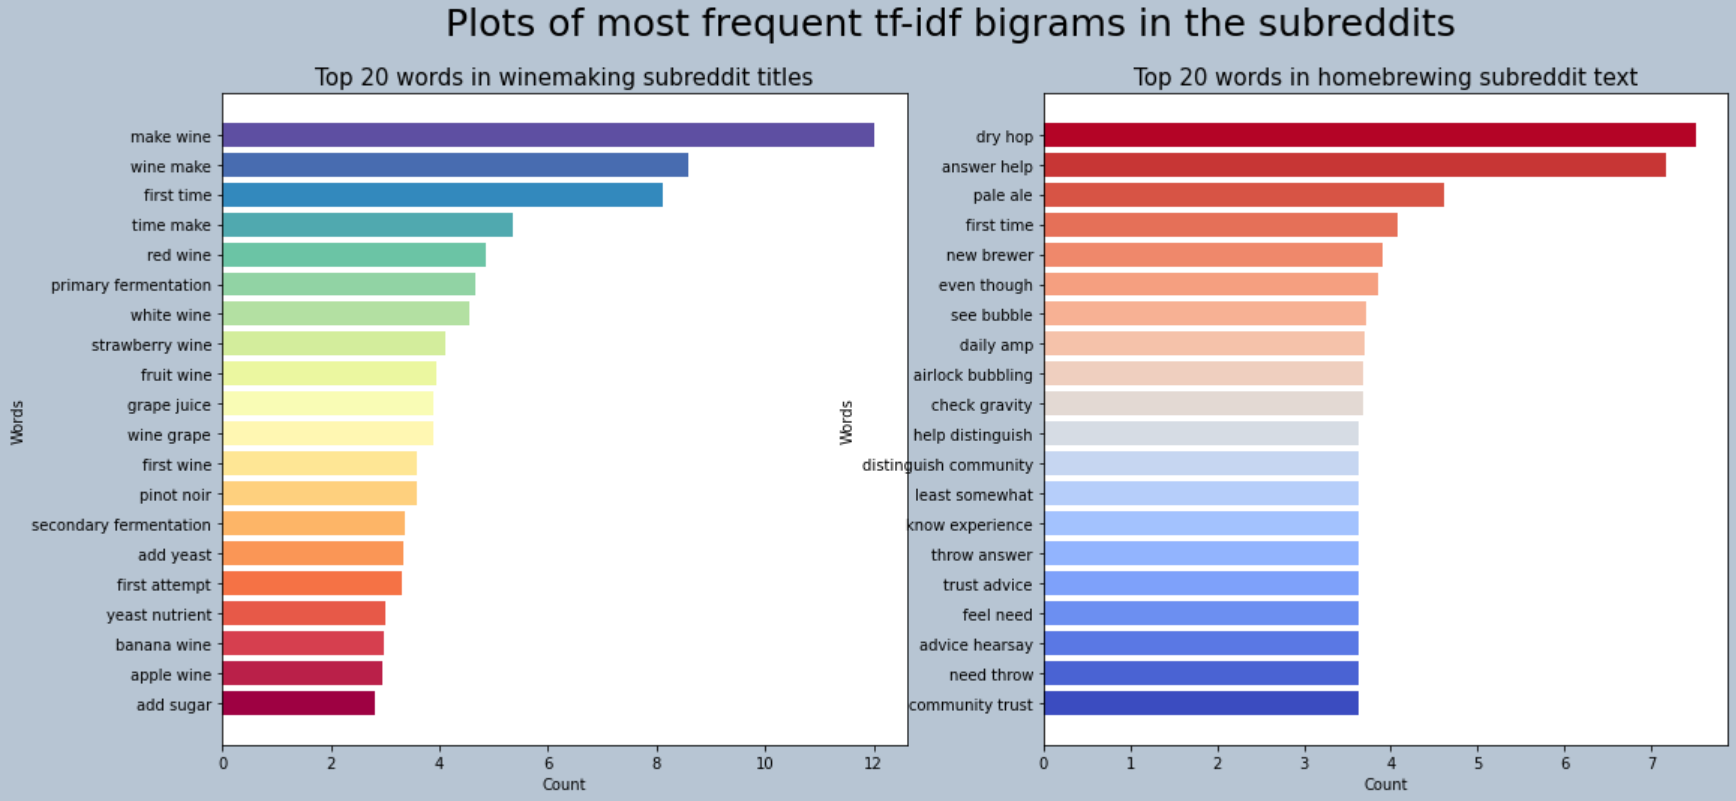 Plots of most frequent tf-idf bigrams in the subreddits
Top 20 words in winemaking subreddit titles
Words
make wine
wine make
first time
time make
red wine
primary fermentation
white wine
strawberry wine
fruit wine
grape juice
wine grape
first wine
pinot noir
secondary fermentation
add yeast
first attempt
yeast nutrient
banana wine
apple wine
add sugar
0 2 4 6 8 10 12
Count
Top 20 words in homebrewing subreddit text
Words
dry hop
answer help
pale ale
first time
new brewer
even though
see bubble
daily amp
airlock bubbling
check gravity
help distinguish
distinguish community
least somewhat
know experience
throw answer
trust advice
feel need
advice hearsay
need throw
community trust
0 1 2 3 4 5 6 7
Count